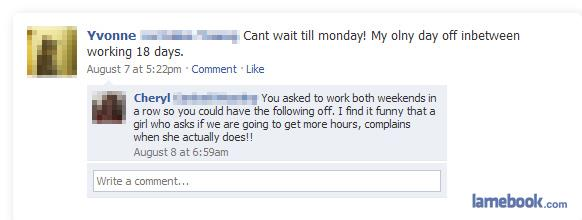 Yvonne Cant wait till monday! My olny day off inbetween
working 18 days.
August 7 at 5:22pm · Comment · Like
Cheryl You asked to work both weekends in
a row so you could have the following off. I find it funny that a
girl who asks if we are going to get more hours, complains
when she actually does!!
August 8 at 6:59am
Write a comment...
lamebook.com